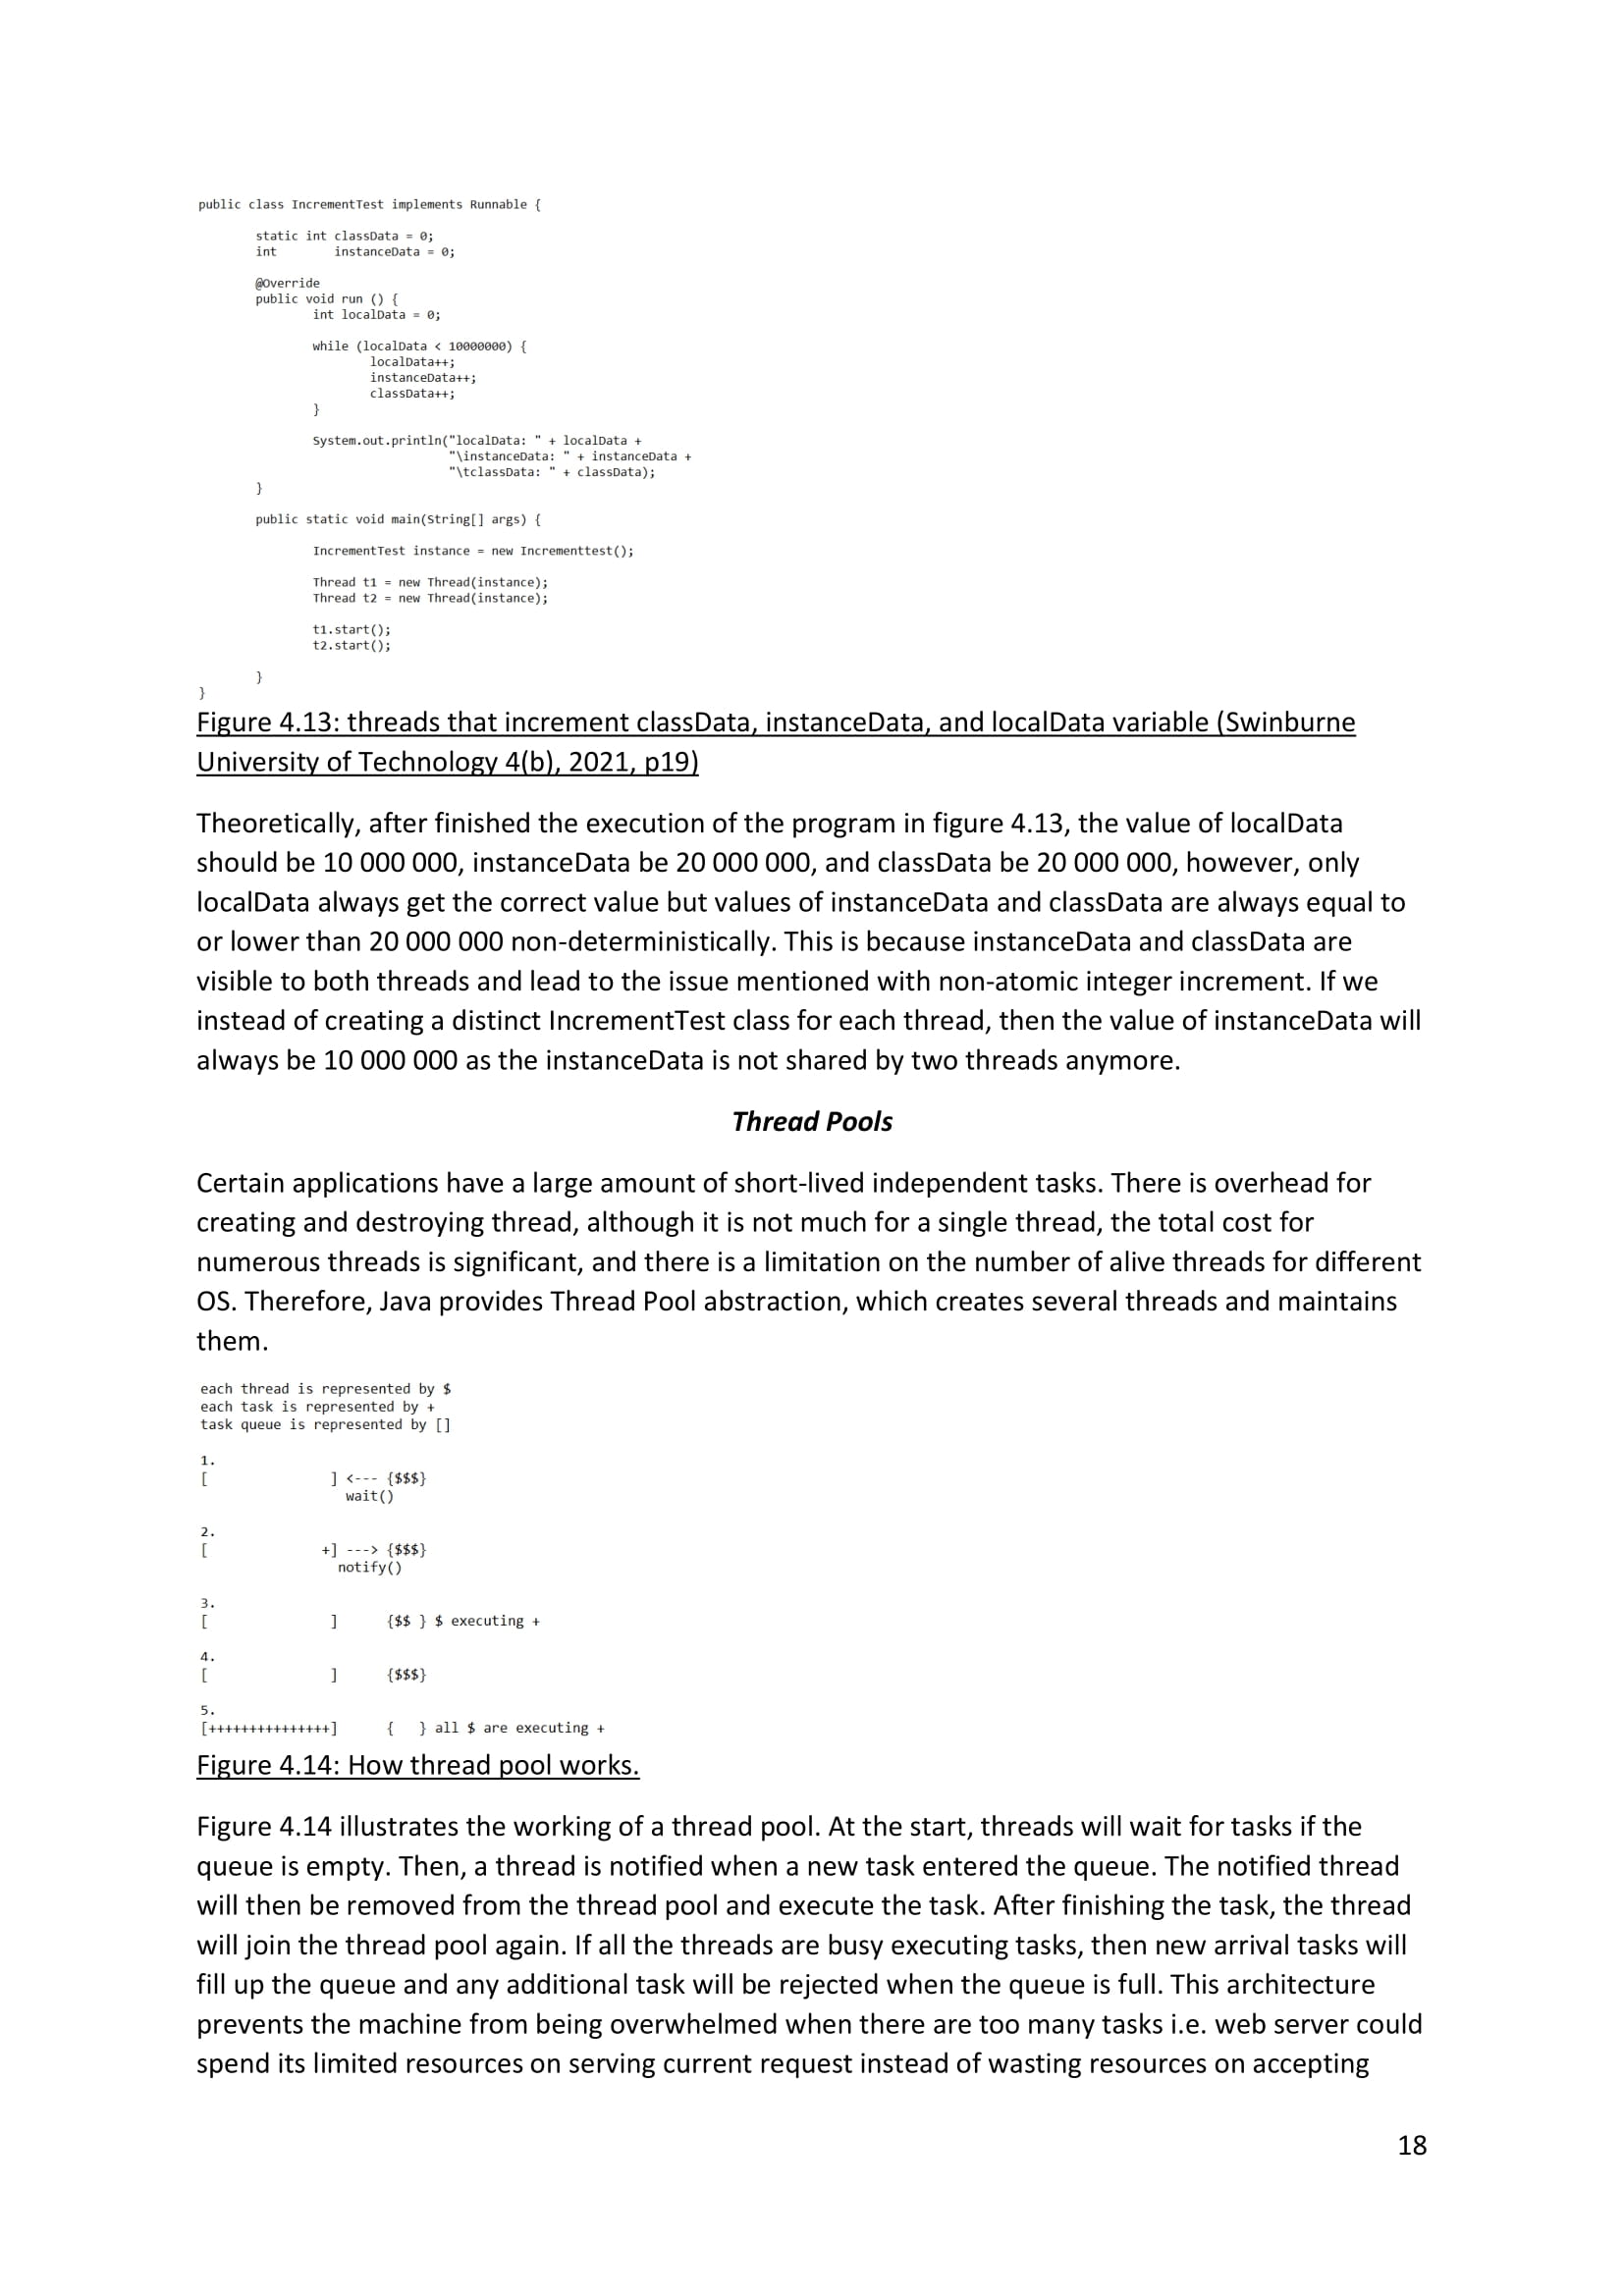 public class IncrementTest implements Runnable {
static int classData = 0;
int instanceData = 0;
@Override
public void run () {
int localData = 0;
while (localData < 10000000) {
localData++;
instanceData++;
classData++;
}
System.out.println("localData: " + localData +
"\instanceData: " + instanceData +
"\tclassData: " + classData);
}
public static void main(String[] args) {
IncrementTest instance = new Incrementtest();
Thread t1 = new Thread(instance);
Thread t2 = new Thread(instance);
t1.start();
t2.start();
}
}
Figure 4.13: threads that increment classData, instanceData, and localData variable (Swinburne
University of Technology 4(b), 2021, p19)
Theoretically, after finished the execution of the program in figure 4.13, the value of localData
should be 10 000 000, instanceData be 20 000 000, and classData be 20 000 000, however, only
localData always get the correct value but values of instanceData and classData are always equal to
or lower than 20 000 000 non-deterministically. This is because instanceData and classData are
visible to both threads and lead to the issue mentioned with non-atomic integer increment. If we
instead of creating a distinct IncrementTest class for each thread, then the value of instanceData will
always be 10 000 000 as the instanceData is not shared by two threads anymore.
Thread Pools
Certain applications have a large amount of short-lived independent tasks. There is overhead for
creating and destroying thread, although it is not much for a single thread, the total cost for
numerous threads is significant, and there is a limitation on the number of alive threads for different
OS. Therefore, Java provides Thread Pool abstraction, which creates several threads and maintains
them.
each thread is represented by $
each task is represented by +
task queue is represented by []
1.
[ ] <--- {$$$}
wait()
2.
[ +] ---> {$$$}
notify()
3.
[ ] {$$ } $ executing +
4.
[ ] {$$$}
5.
[+++++++++++++++] { } all $ are executing +
Figure 4.14: How thread pool works.
Figure 4.14 illustrates the working of a thread pool. At the start, threads will wait for tasks if the
queue is empty. Then, a thread is notified when a new task entered the queue. The notified thread
will then be removed from the thread pool and execute the task. After finishing the task, the thread
will join the thread pool again. If all the threads are busy executing tasks, then new arrival tasks will
fill up the queue and any additional task will be rejected when the queue is full. This architecture
prevents the machine from being overwhelmed when there are too many tasks i.e. web server could
spend its limited resources on serving current request instead of wasting resources on accepting
18